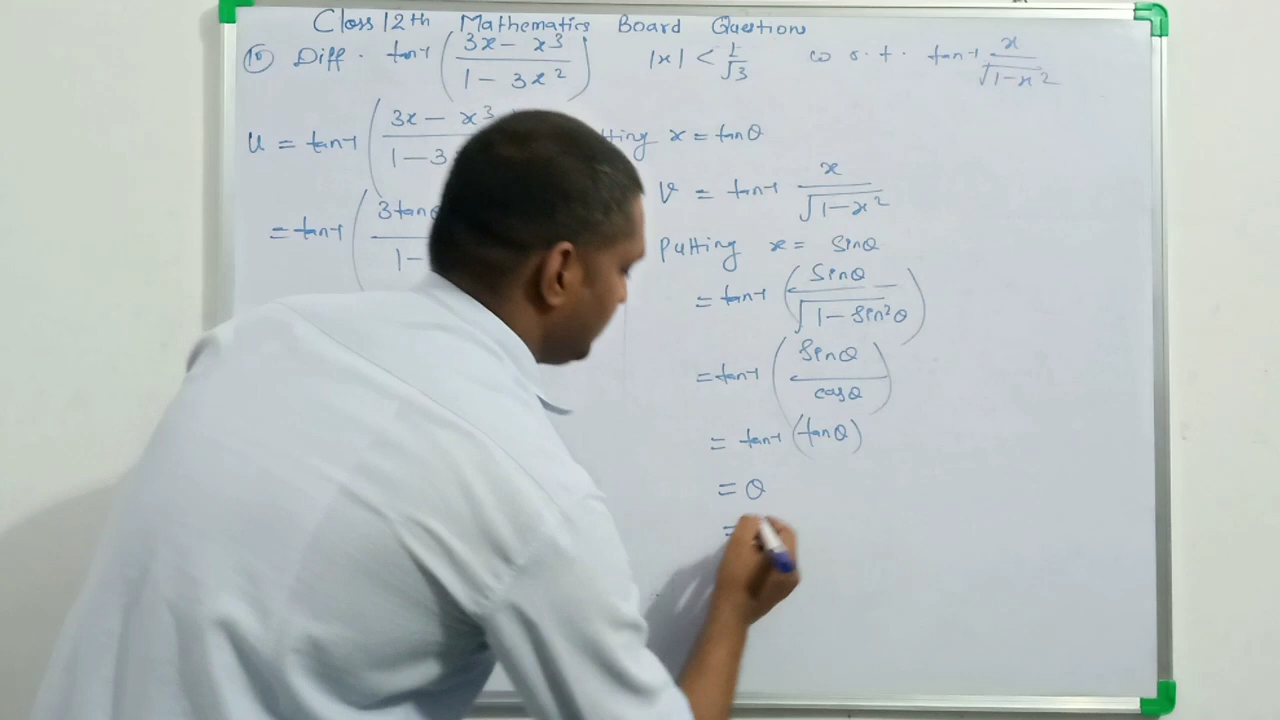 Class 12th Mathematics Board Questions
(10) Diff. tan-1 (3x - x3 / 1 - 3x2) |x| < 1/√3 w.r.t. tan-1 x/√1-x2
U = tan-1 (3x - x3 / 1-3 putting x = tanθ
= tan-1 (3tanθ / 1-
V = tan-1 x/√1-x2
Putting x = sinθ
= tan-1 (sinθ / √1-sin2θ)
= tan-1 (sinθ / cosθ)
= tan-1 (tanθ)
= θ
=